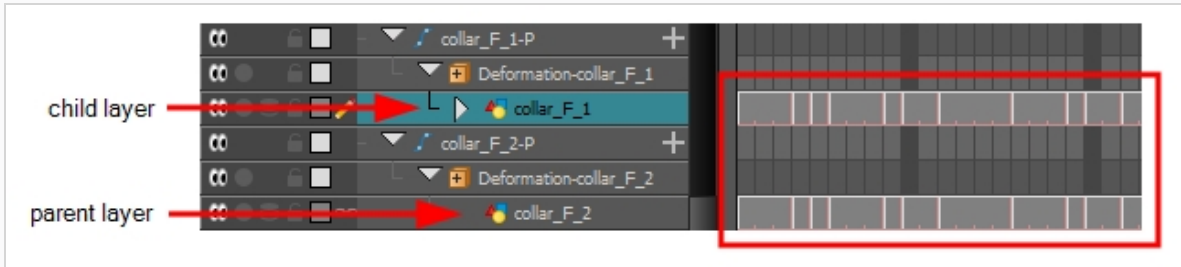 collar_F_1-P
Deformation-collar_F_1
child layer collar_F_1
collar_F_2-P
Deformation-collar_F_2
parent layer collar_F_2